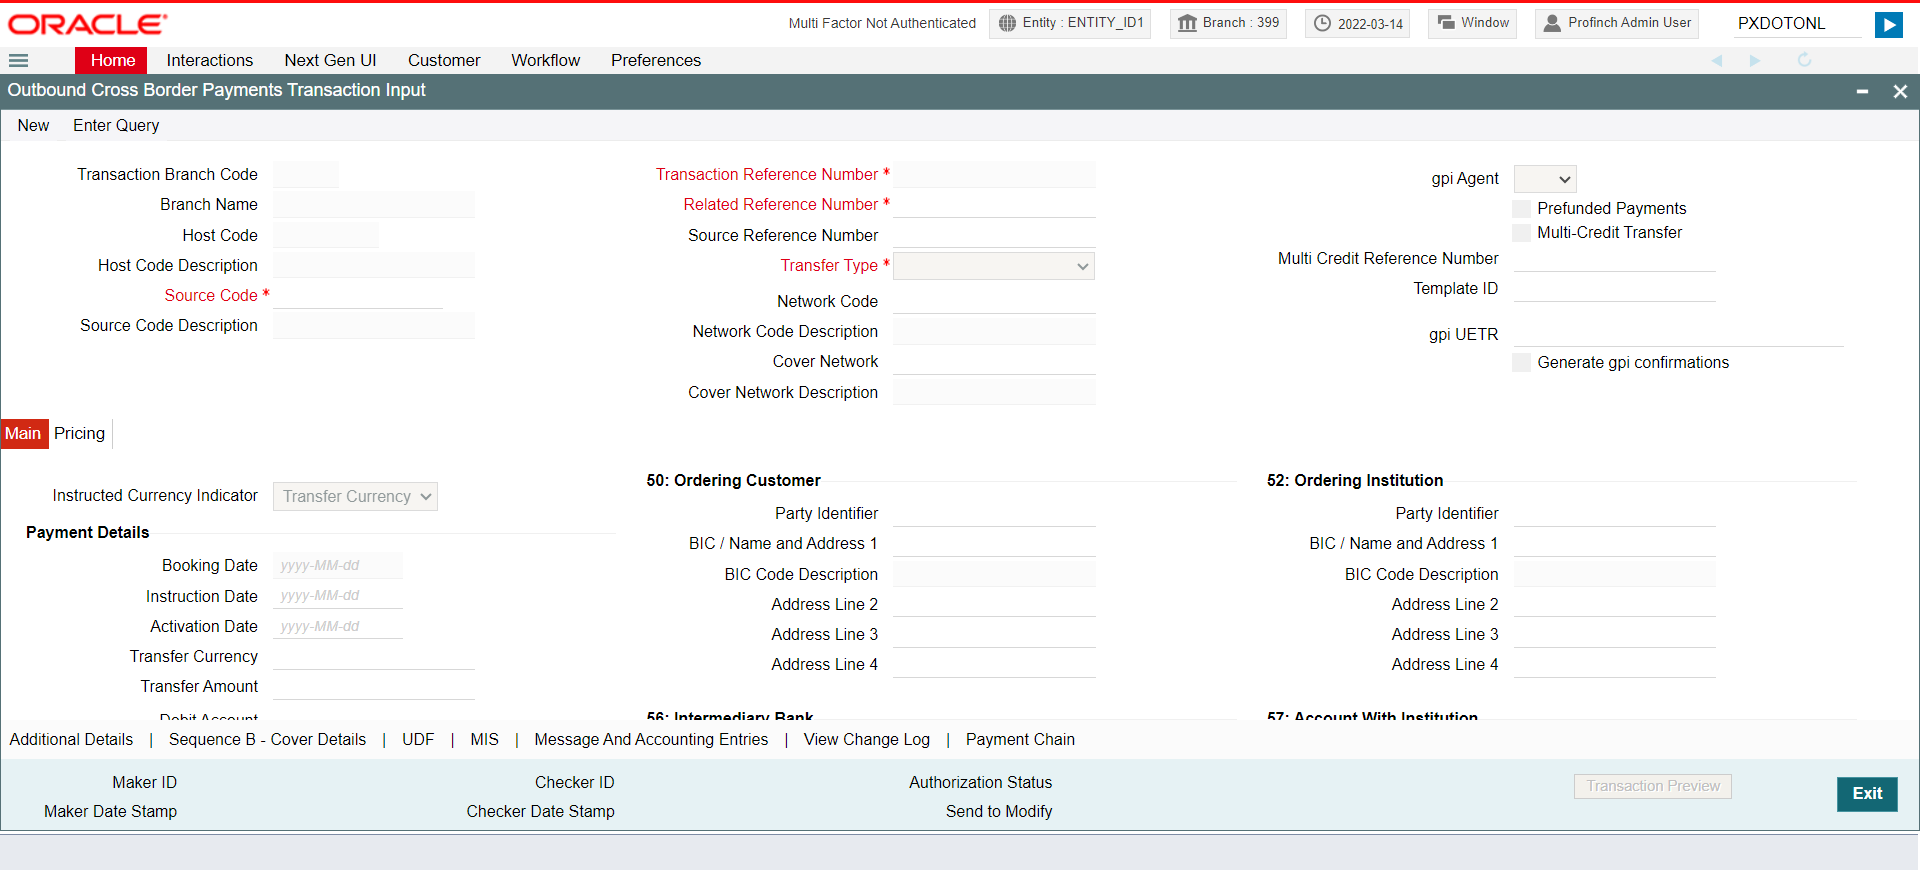 ORACLE
Multi Factor Not Authenticated
Entity : ENTITY_ID1
Branch : 399
2022-03-14
Window
Profinch Admin User
PXDOTONL
Home
Interactions
Next Gen UI
Customer
Workflow
Preferences
Outbound Cross Border Payments Transaction Input
New
Enter Query
Transaction Branch Code
Branch Name
Host Code
Host Code Description
Source Code *
Source Code Description
Transaction Reference Number *
Related Reference Number *
Source Reference Number
Transfer Type *
Network Code
Network Code Description
Cover Network
Cover Network Description
gpi Agent
Prefunded Payments
Multi-Credit Transfer
Multi Credit Reference Number
Template ID
gpi UETR
Generate gpi confirmations
Main
Pricing
Instructed Currency Indicator
Transfer Currency
Payment Details
Booking Date
yyyy-MM-dd
Instruction Date
yyyy-MM-dd
Activation Date
yyyy-MM-dd
Transfer Currency
Transfer Amount
Debit Account
50: Ordering Customer
Party Identifier
BIC / Name and Address 1
BIC Code Description
Address Line 2
Address Line 3
Address Line 4
56: Intermediary Bank
52: Ordering Institution
Party Identifier
BIC / Name and Address 1
BIC Code Description
Address Line 2
Address Line 3
Address Line 4
57: Account With Institution
Additional Details | Sequence B - Cover Details | UDF | MIS | Message And Accounting Entries | View Change Log | Payment Chain
Maker ID
Maker Date Stamp
Checker ID
Checker Date Stamp
Authorization Status
Send to Modify
Transaction Preview
Exit